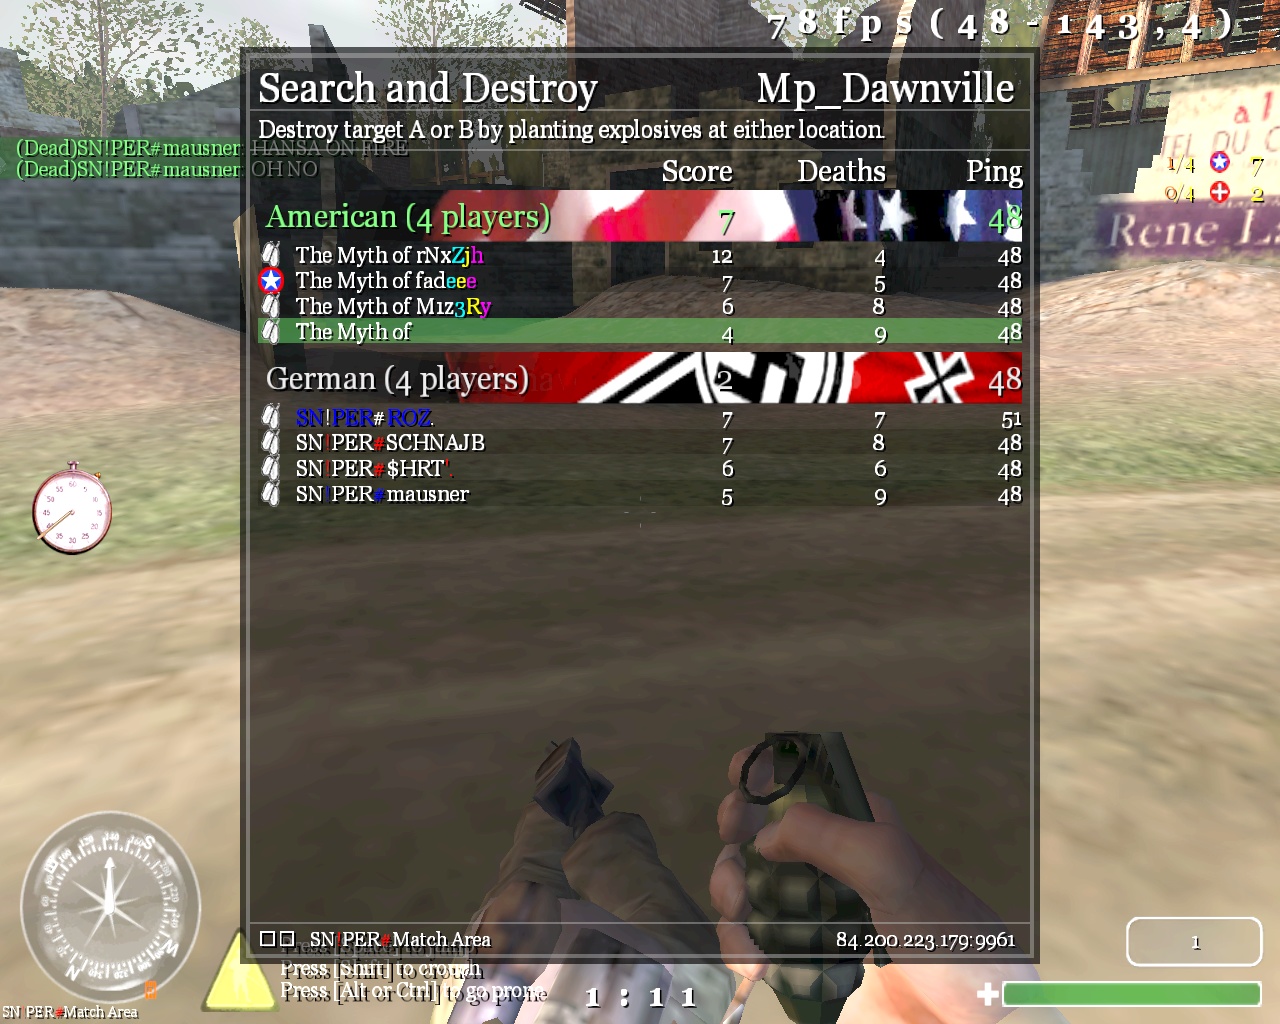 78fps(48-143,4)
Search and Destroy Mp_Dawnville
Destroy target A or B by planting explosives at either location.
(Dead)SN!PER#mausner: HANSA ON FIRE
(Dead)SN!PER#mausner: OH NO
1/4 7
0/4 2
Rene
Score Deaths Ping
American (4 players) 7 48
The Myth of rNxZjh 12 4 48
The Myth of fadeee 7 5 48
The Myth of M1z3Ry 6 8 48
The Myth of 4 9 48
German (4 players) 2 48
SN!PER#ROZ. 7 7 51
SN!PER#SCHNAJB 7 8 48
SN!PER#$HRT'. 6 6 48
SN!PER#mausner 5 9 48
SN!PER#Match Area 84.200.223.179:9961
Press [Shift] to crouch
Press [Alt or Ctrl] to go prone
1:11
1
SN!PER#Match Area